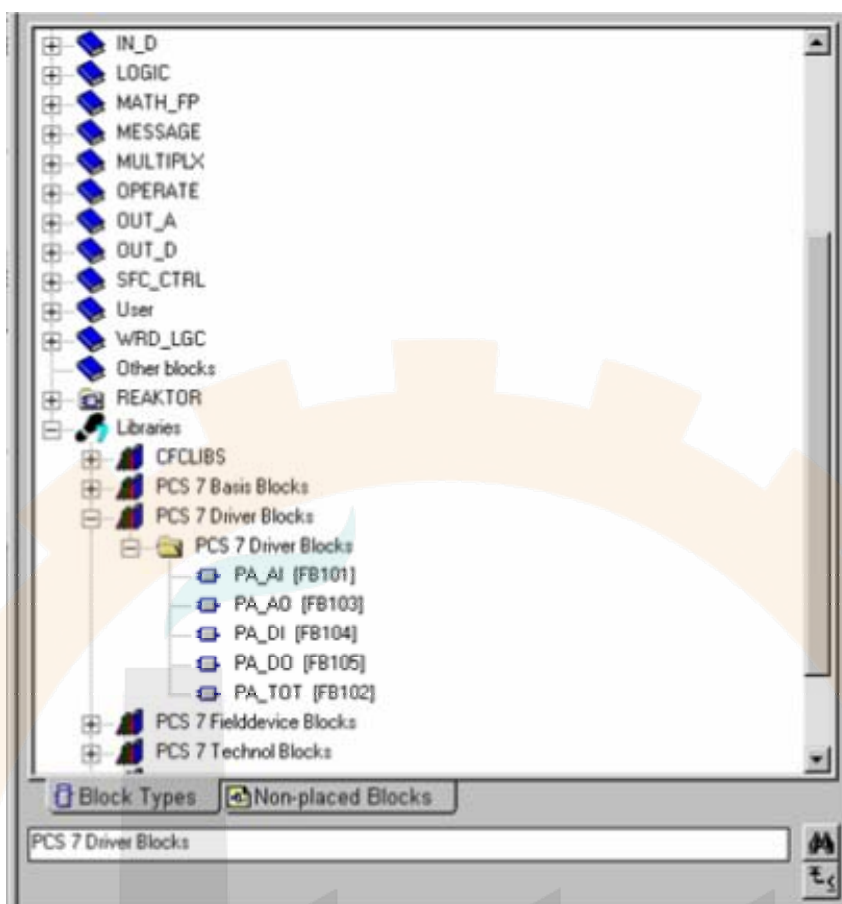 IN_D
LOGIC
MATH_FP
MESSAGE
MULTIPLX
OPERATE
OUT_A
OUT_D
SFC_CTRL
User
WRD_LGC
Other blocks
REAKTOR
Libraries
CFCLIBS
PCS 7 Basis Blocks
PCS 7 Driver Blocks
PCS 7 Driver Blocks
PA_AI [FB101]
PA_AO [FB103]
PA_DI [FB104]
PA_DO [FB105]
PA_TOT [FB102]
PCS 7 Fielddevice Blocks
PCS 7 Technol Blocks
Block Types Non-placed Blocks
PCS 7 Driver Blocks